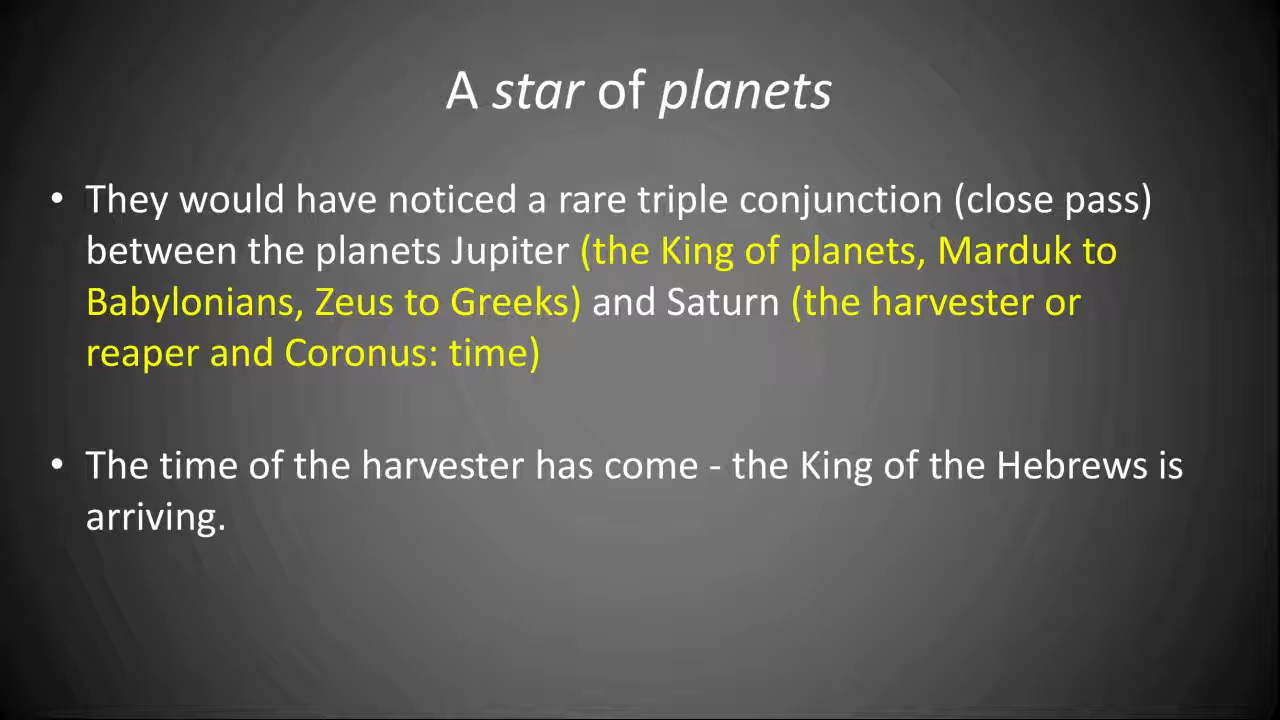 A star of planets
• They would have noticed a rare triple conjunction (close pass)
between the planets Jupiter (the King of planets, Marduk to
Babylonians, Zeus to Greeks) and Saturn (the harvester or
reaper and Coronus: time)
• The time of the harvester has come - the King of the Hebrews is
arriving.